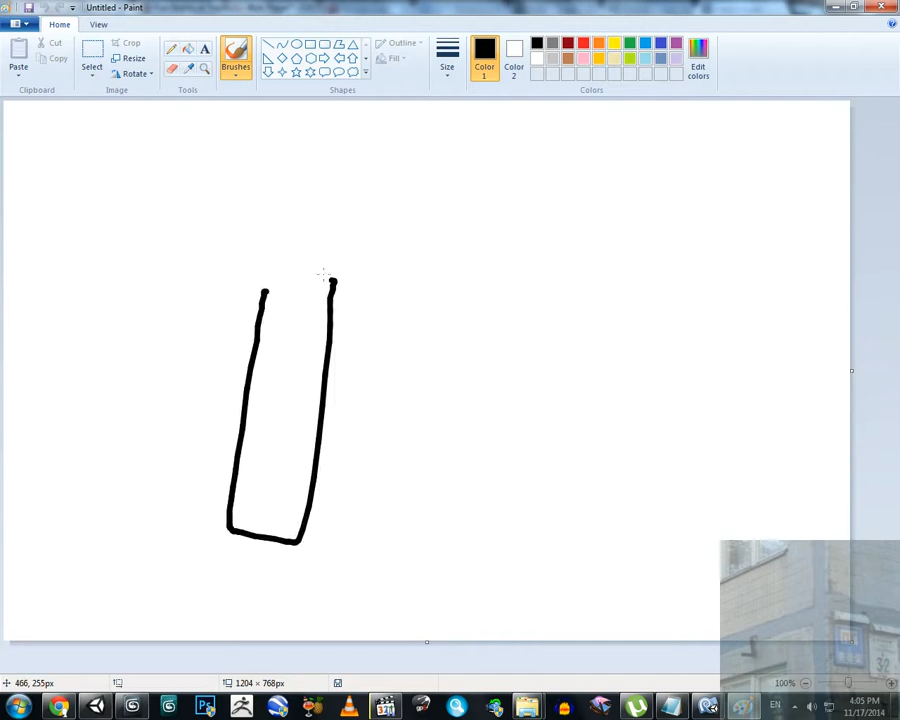 Untitled - Paint
Home View
Paste
Cut
Copy
Clipboard
Select
Crop
Resize
Rotate
Image
A
Tools
Brushes
Outline
Fill
Shapes
Size
Color 1
Color 2
Edit colors
Colors
32
466, 255px
1204 × 768px
100%
EN
4:05 PM
11/17/2014